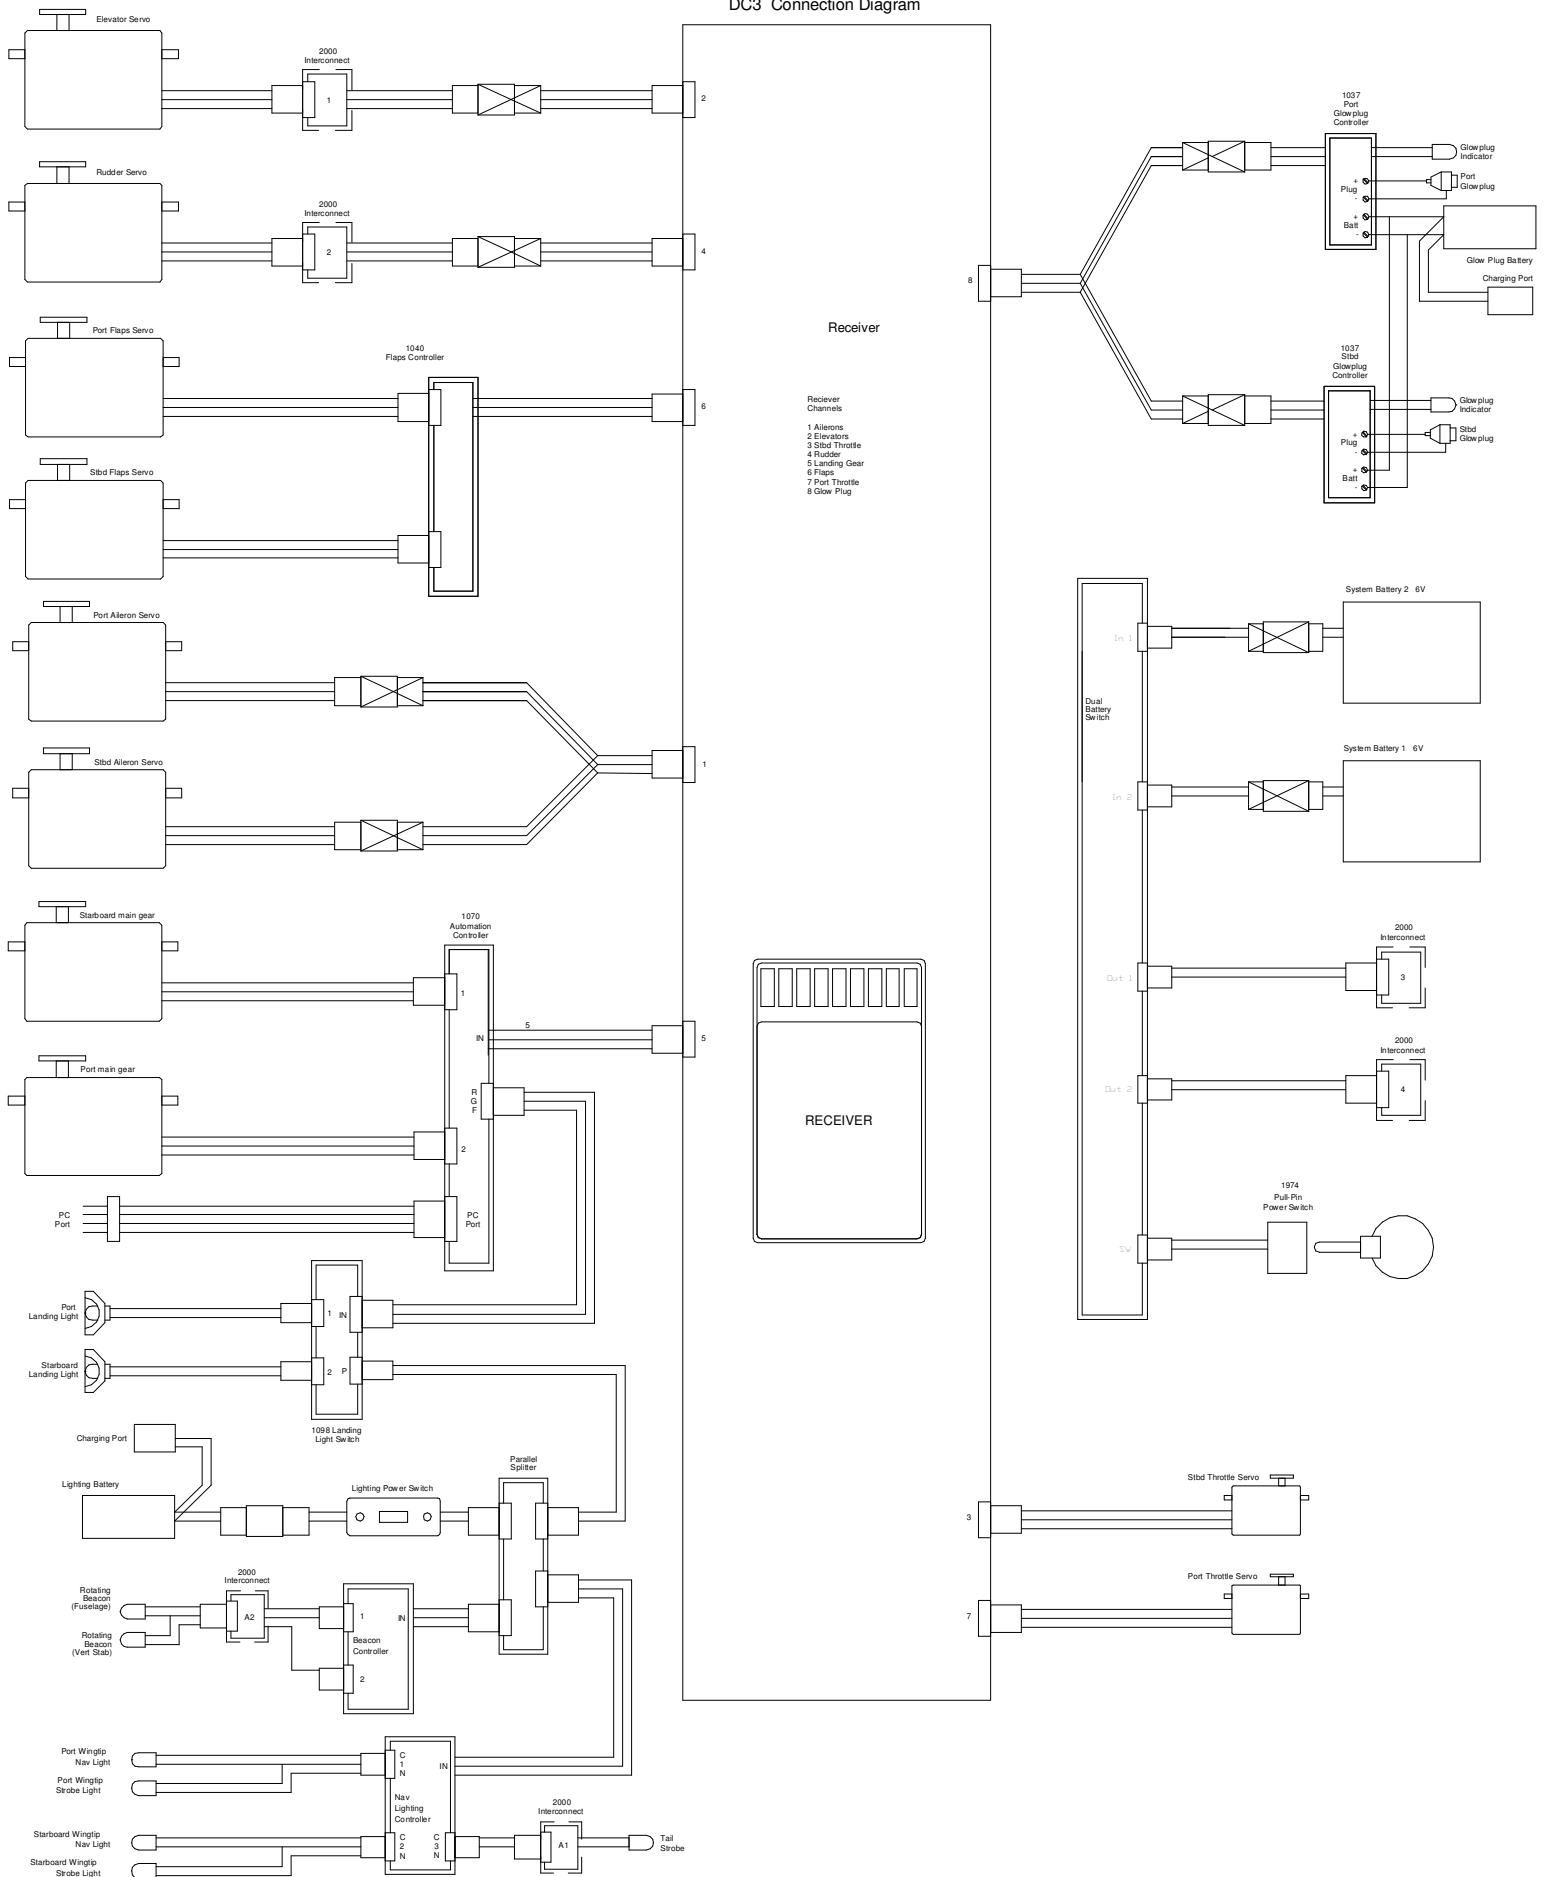 DC3 Connection Diagram
Elevator Servo
2000
Interconnect
1
2
Rudder Servo
2000
Interconnect
2
4
Port Flaps Servo
1040
Flaps Controller
6
Stbd Flaps Servo
Port Aileron Servo
Stbd Aileron Servo
1
Starboard main gear
1070
Automation
Controller
1
IN
5
5
R
G
F
Port main gear
2
PC
Port
PC
Port
Port
Landing Light
1
IN
Starboard
Landing Light
2
P
1098 Landing
Light Switch
Charging Port
Lighting Battery
Lighting Power Switch
Parallel
Splitter
Rotating
Beacon
(Fuselage)
Rotating
Beacon
(Vert Stab)
2000
Interconnect
A2
1
IN
Beacon
Controller
2
Port Wingtip
Nav Light
Port Wingtip
Strobe Light
C
1
N
IN
Nav
Lighting
Controller
Starboard Wingtip
Nav Light
Starboard Wingtip
Strobe Light
C
2
N
C
3
N
2000
Interconnect
A1
Tail
Strobe
Receiver
Reciever
Channels
1 Ailerons
2 Elevators
3 Stbd Throttle
4 Rudder
5 Landing Gear
6 Flaps
7 Port Throttle
8 Glow Plug
RECEIVER
8
1037
Port
Glowplug
Controller
+
Plug
-
+
Batt
-
Glowplug
Indicator
Port
Glowplug
Glow Plug Battery
Charging Port
1037
Stbd
Glowplug
Controller
+
Plug
-
+
Batt
-
Glowplug
Indicator
Stbd
Glowplug
Dual
Battery
Switch
In 1
System Battery 2 6V
In 2
System Battery 1 6V
Out 1
2000
Interconnect
3
Out 2
2000
Interconnect
4
SW
1974
Pull-Pin
Power Switch
3
Stbd Throttle Servo
7
Port Throttle Servo